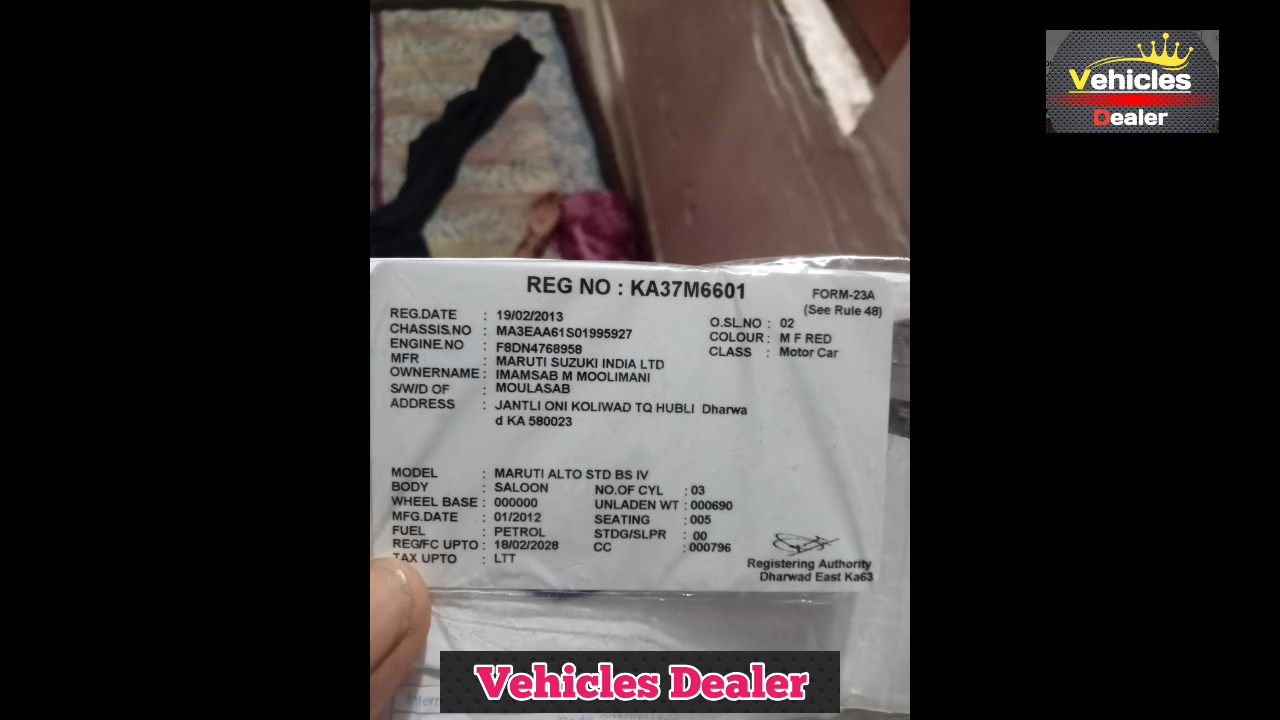 Vehicles
Dealer
REG NO : KA37M6601
FORM-23A
(See Rule 48)
REG.DATE : 19/02/2013
O.SL.NO : 02
CHASSIS.NO : MA3EAA61S01995927
COLOUR : M F RED
ENGINE.NO : F8DN4768958
CLASS : Motor Car
MFR : MARUTI SUZUKI INDIA LTD
OWNERNAME : IMAMSAB M MOOLIMANI
S/W/D OF : MOULASAB
ADDRESS : JANTLI ONI KOLIWAD TQ HUBLI Dharwa
d KA 580023
MODEL : MARUTI ALTO STD BS IV
BODY : SALOON NO.OF CYL : 03
WHEEL BASE : 000000 UNLADEN WT : 000690
MFG.DATE : 01/2012 SEATING : 005
FUEL : PETROL STDG/SLPR : 00
REG/FC UPTO : 18/02/2028 CC : 000796
TAX UPTO : LTT
Registering Authority
Dharwad East Ka63
Vehicles Dealer